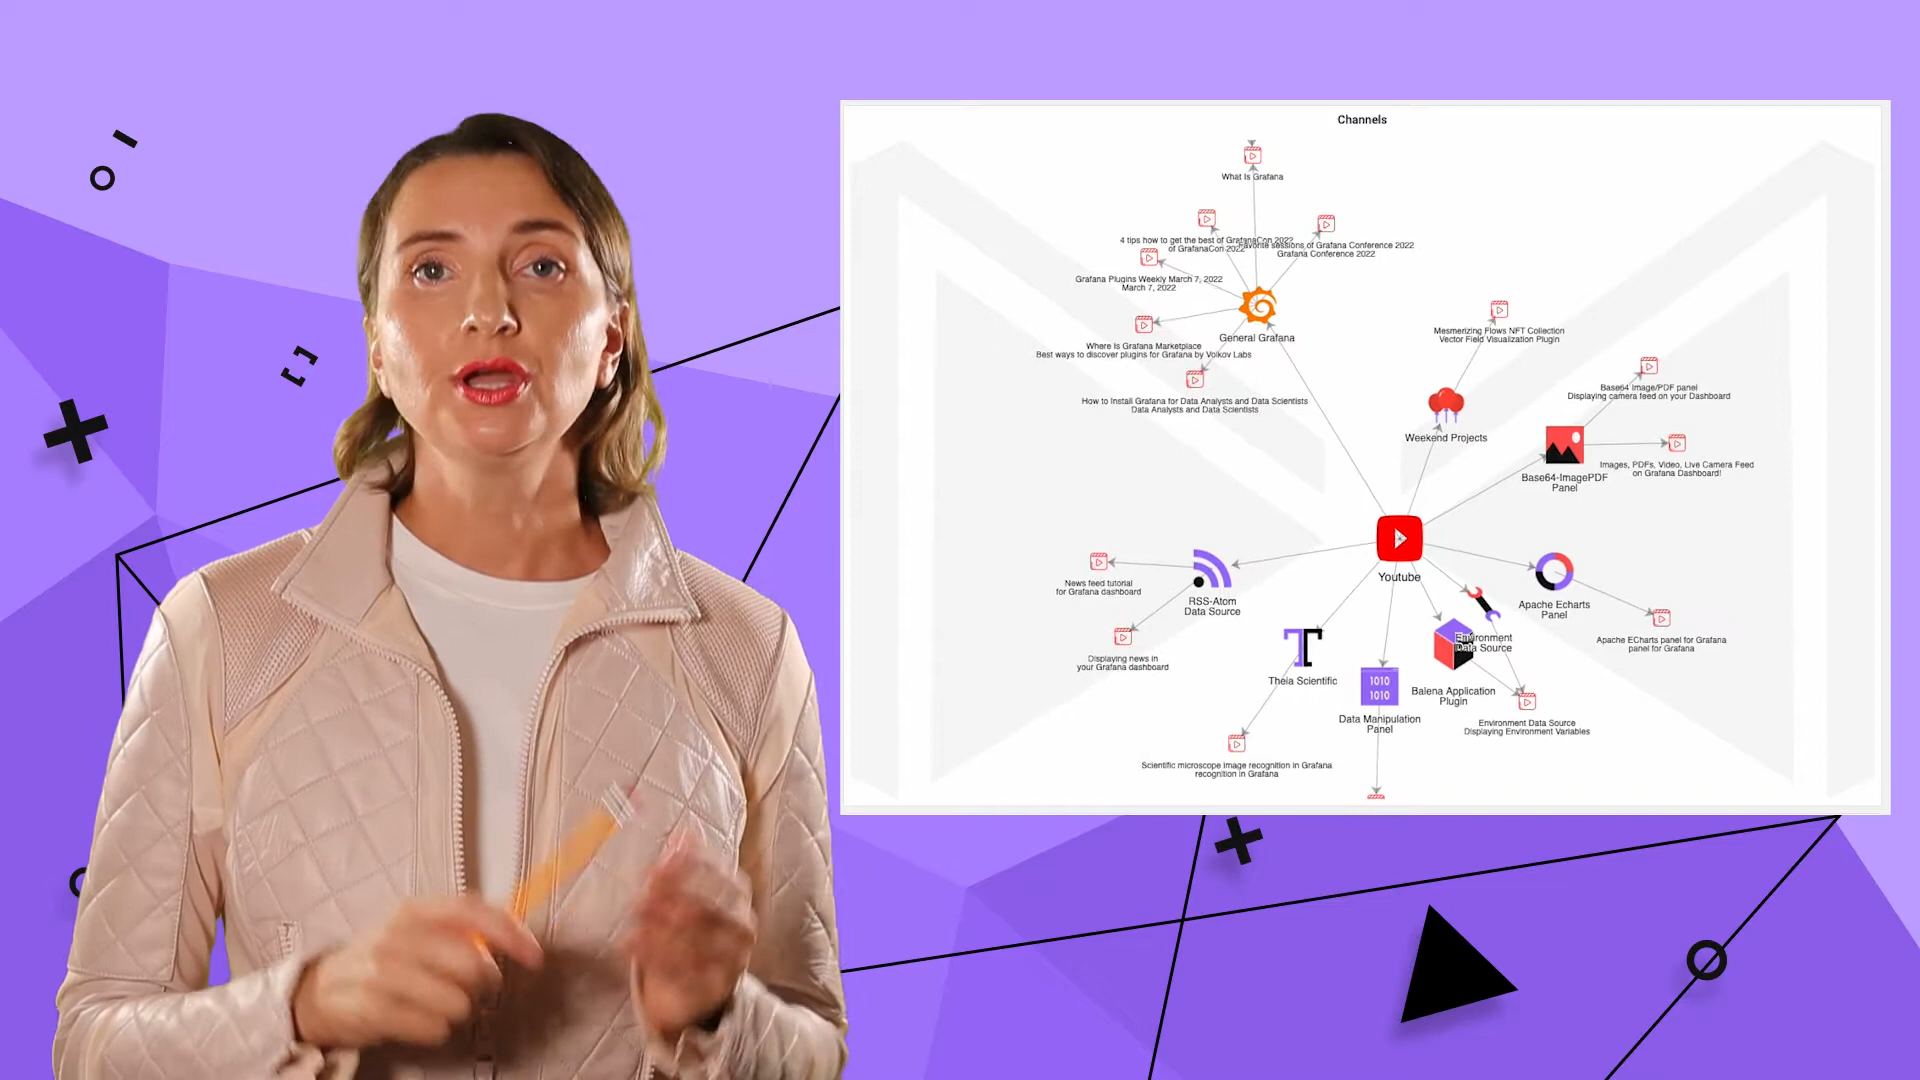 Channels
What Is Grafana
4 tips how to get the best of GrafanaCon 2022
of GrafanaCon 2022
Favorite sessions of Grafana Conference 2022
Grafana Conference 2022
Grafana Plugins Weekly March 7, 2022
March 7, 2022
General Grafana
Where Is Grafana Marketplace
Best ways to discover plugins for Grafana by Volkov Labs
How to Install Grafana for Data Analysts and Data Scientists
Data Analysts and Data Scientists
Mesmerizing Flows NFT Collection
Vector Field Visualization Plugin
Weekend Projects
Base64 Image/PDF panel
Displaying camera feed on your Dashboard
Images, PDFs, Video, Live Camera Feed
on Grafana Dashboard!
Base64-ImagePDF
Panel
Youtube
News feed tutorial
for Grafana dashboard
RSS-Atom
Data Source
Displaying news in
your Grafana dashboard
Apache Echarts
Panel
Apache ECharts panel for Grafana
panel for Grafana
Environment
Data Source
Theia Scientific
1010
1010
Data Manipulation
Panel
Balena Application
Plugin
Environment Data Source
Displaying Environment Variables
Scientific microscope image recognition in Grafana
recognition in Grafana